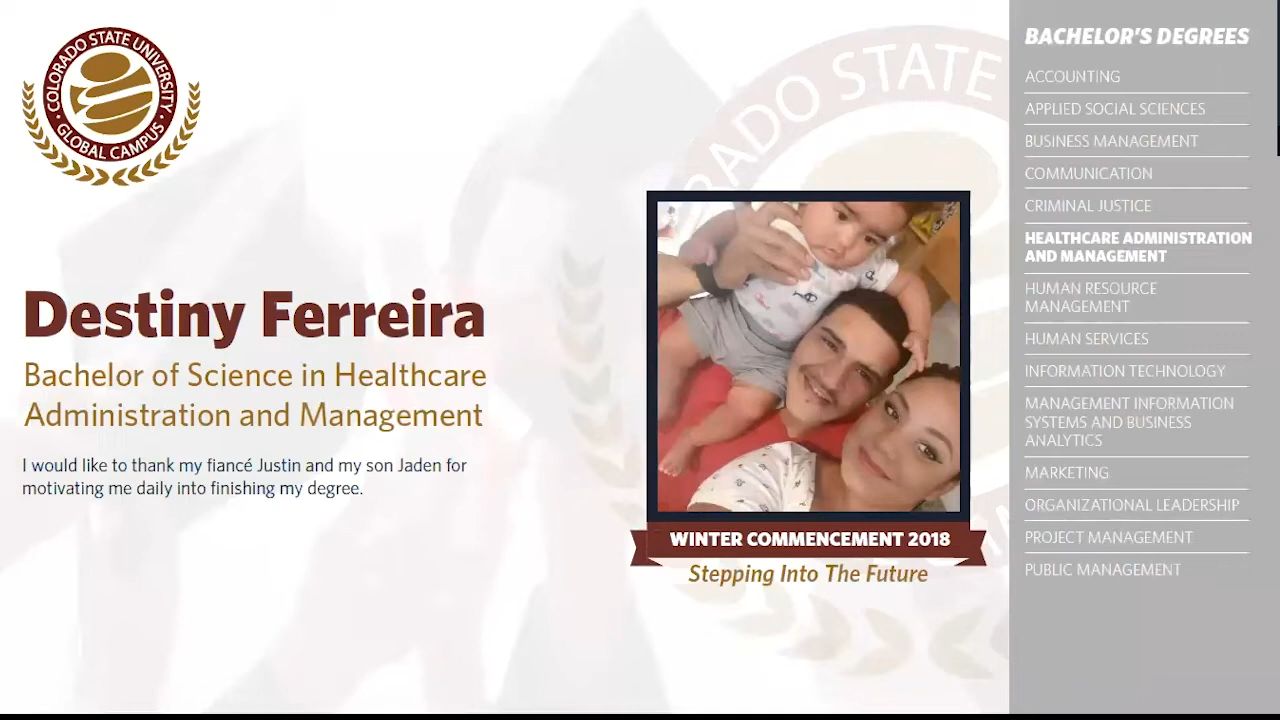 COLORADO STATE UNIVERSITY
GLOBAL CAMPUS
Destiny Ferreira
Bachelor of Science in Healthcare
Administration and Management
I would like to thank my fiancé Justin and my son Jaden for
motivating me daily into finishing my degree.
RADO STATE
WINTER COMMENCEMENT 2018
Stepping Into The Future
BACHELOR'S DEGREES
ACCOUNTING
APPLIED SOCIAL SCIENCES
BUSINESS MANAGEMENT
COMMUNICATION
CRIMINAL JUSTICE
HEALTHCARE ADMINISTRATION
AND MANAGEMENT
HUMAN RESOURCE
MANAGEMENT
HUMAN SERVICES
INFORMATION TECHNOLOGY
MANAGEMENT INFORMATION
SYSTEMS AND BUSINESS
ANALYTICS
MARKETING
ORGANIZATIONAL LEADERSHIP
PROJECT MANAGEMENT
PUBLIC MANAGEMENT